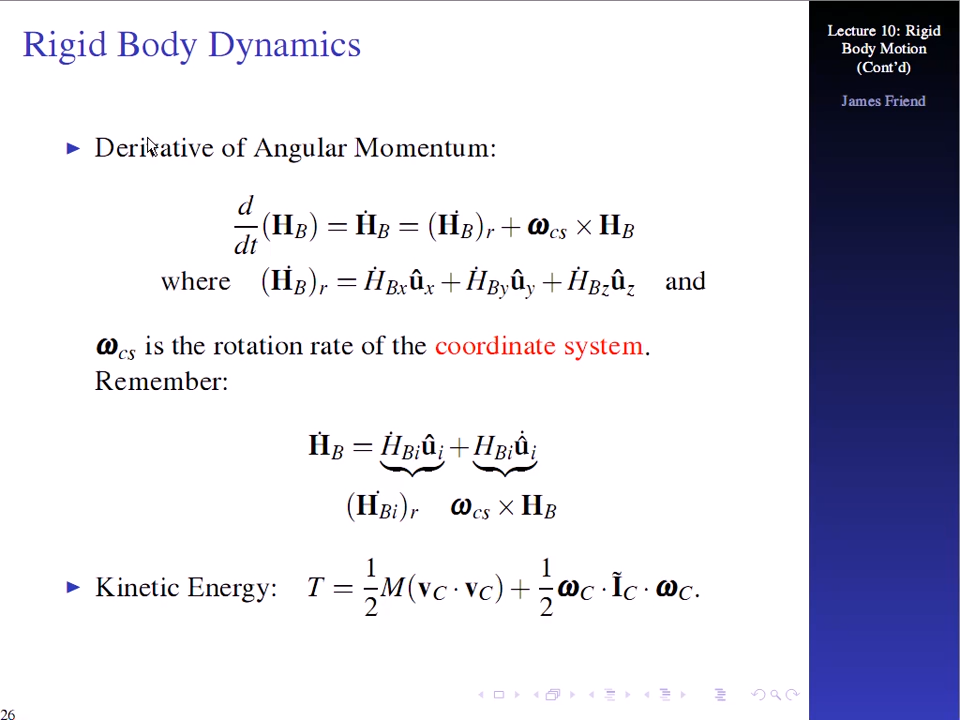 Rigid Body Dynamics
Lecture 10: Rigid
Body Motion
(Cont'd)
James Friend
▶ Derivative of Angular Momentum:
d/dt (H_B) = Ḣ_B = (Ḣ_B)_r + ω_cs × H_B
where (Ḣ_B)_r = Ḣ_Bx û_x + Ḣ_By û_y + Ḣ_Bz û_z and
ω_cs is the rotation rate of the coordinate system.
Remember:
Ḣ_B = Ḣ_Bi û_i + H_Bi û̇_i
(Ḣ_Bi)_r ω_cs × H_B
▶ Kinetic Energy: T = 1/2 M(v_C · v_C) + 1/2 ω_C · Ĩ_C · ω_C.
26